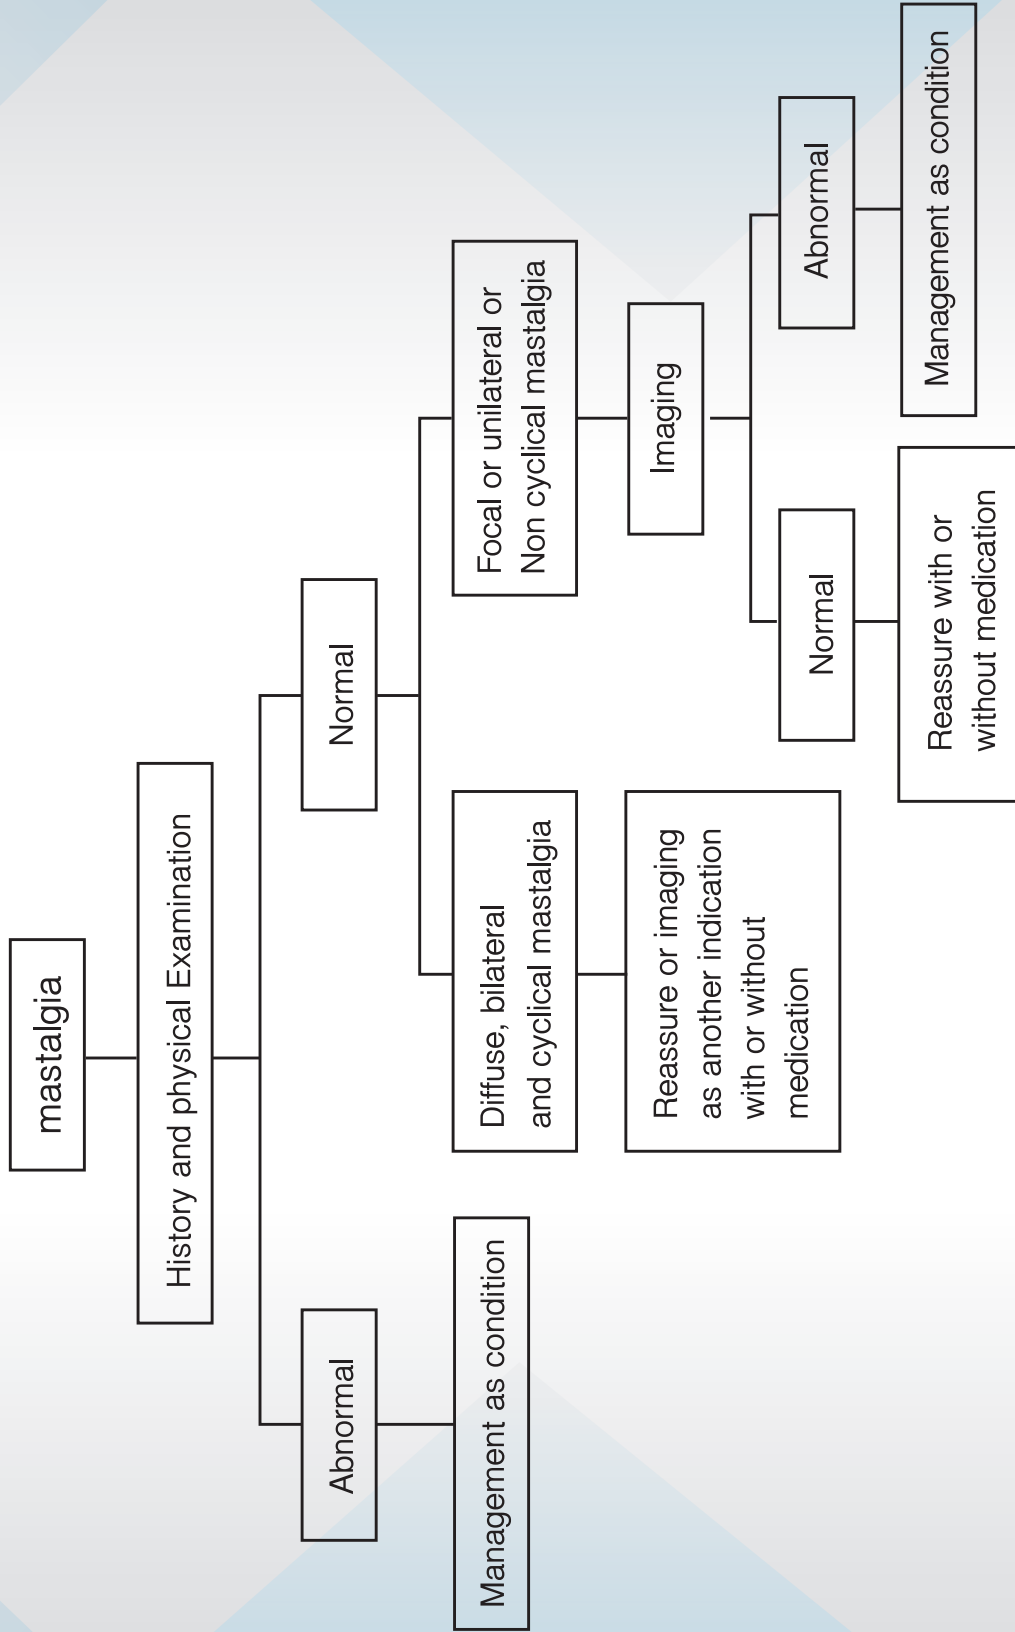 mastalgia
History and physical Examination
Abnormal
Normal
Management as condition
Diffuse, bilateral
and cyclical mastalgia
Focal or unilateral or
Non cyclical mastalgia
Reassure or imaging
as another indication
with or without
medication
Imaging
Normal
Abnormal
Reassure with or
without medication
Management as condition